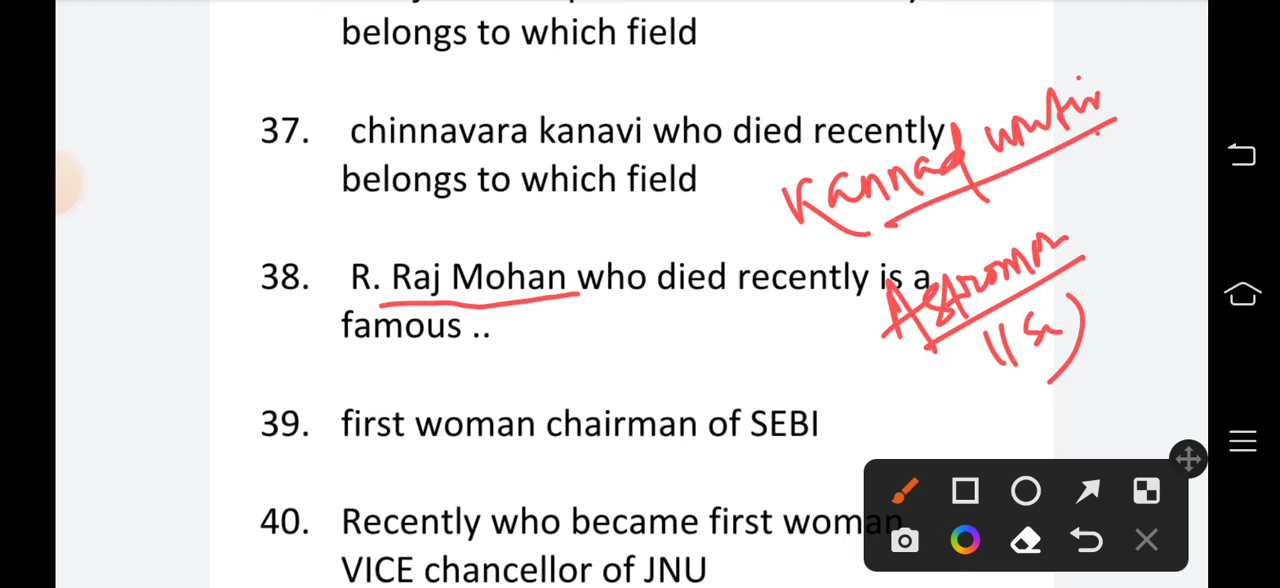 belongs to which field
37. chinnavara kanavi who died recently
belongs to which field
Kannad
38. R. Raj Mohan who died recently is a
famous ..
39. first woman chairman of SEBI
40. Recently who became first woman
VICE chancellor of JNU